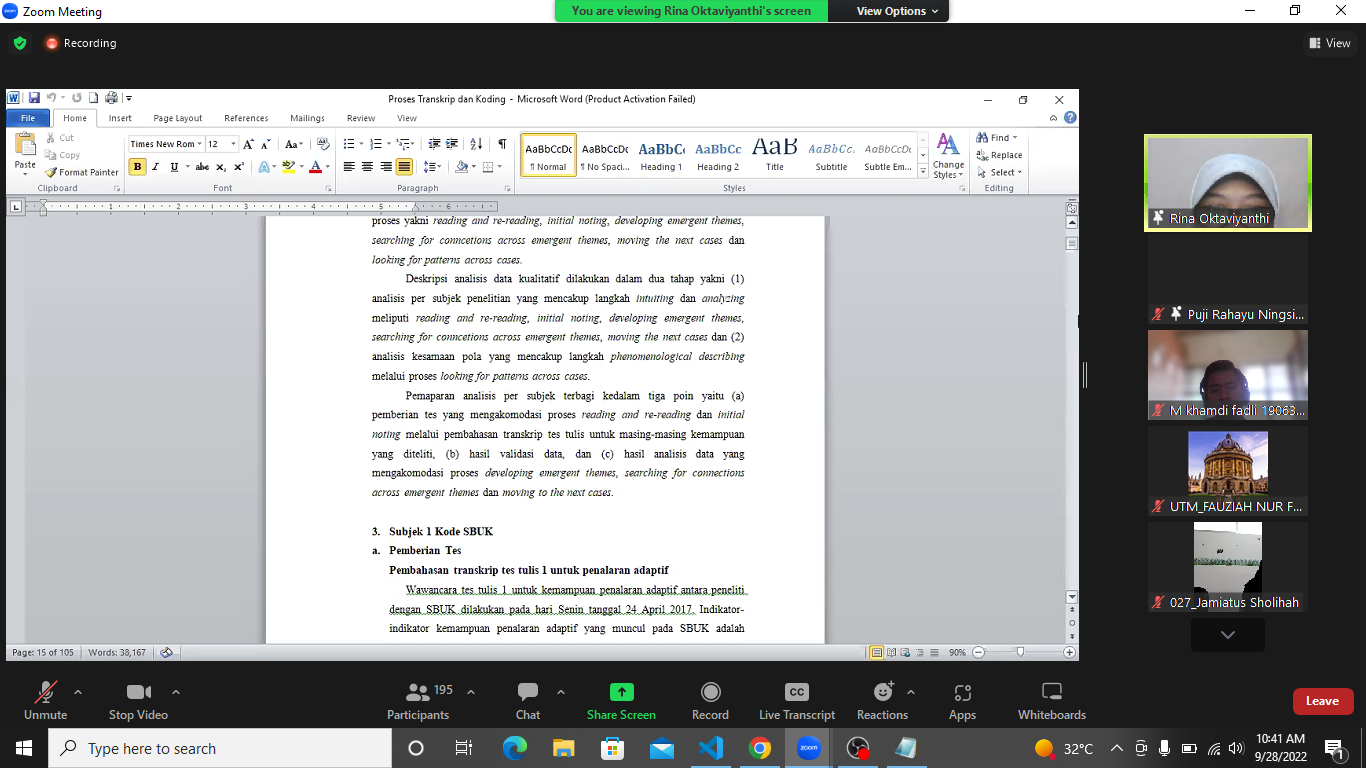 Zoom Meeting
You are viewing Rina Oktaviyanthi's screen
View Options
Recording
View
Proses Transkrip dan Koding - Microsoft Word (Product Activation Failed)
File Home Insert Page Layout References Mailings Review View
Paste
Cut
Copy
Format Painter
Clipboard
Times New Rom 12
B I U abc x₂ x²
Font
Paragraph
AaBbCcDc AaBbCcDc AaBbC AaBbCc AaB AaBbCc. AaBbCcDc
¶ Normal ¶ No Spaci... Heading 1 Heading 2 Title Subtitle Subtle Em...
Change
Styles
Styles
Find
Replace
Select
Editing
1 2 3 4 5 6
proses yakni reading and re-reading, initial noting, developing emergent themes,
searching for conncetions across emergent themes, moving the next cases dan
looking for patterns across cases.
Deskripsi analisis data kualitatif dilakukan dalam dua tahap yakni (1)
analisis per subjek penelitian yang mencakup langkah intuiting dan analyzing
meliputi reading and re-reading, initial noting, developing emergent themes,
searching for conncetions across emergent themes, moving the next cases dan (2)
analisis kesamaan pola yang mencakup langkah phenomenological describing
melalui proses looking for patterns across cases.
Pemaparan analisis per subjek terbagi kedalam tiga poin yaitu (a)
pemberian tes yang mengakomodasi proses reading and re-reading dan initial
noting melalui pembahasan transkrip tes tulis untuk masing-masing kemampuan
yang diteliti, (b) hasil validasi data, dan (c) hasil analisis data yang
mengakomodasi proses developing emergent themes, searching for connections
across emergent themes dan moving to the next cases.
3. Subjek 1 Kode SBUK
a. Pemberian Tes
Pembahasan transkrip tes tulis 1 untuk penalaran adaptif
Wawancara tes tulis 1 untuk kemampuan penalaran adaptif antara peneliti
dengan SBUK dilakukan pada hari Senin tanggal 24 April 2017. Indikator-
indikator kemampuan penalaran adaptif yang muncul pada SBUK adalah
Page: 15 of 105 Words: 38,167
90%
Rina Oktaviyanthi
Puji Rahayu Ningsi...
M khamdi fadli 19063...
UTM_FAUZIAH NUR F...
027_Jamiatus Sholihah
Unmute
Stop Video
195
Participants
Chat
Share Screen
Record
CC
Live Transcript
Reactions
Apps
Whiteboards
Leave
Type here to search
zoom
32°C
10:41 AM
9/28/2022
1